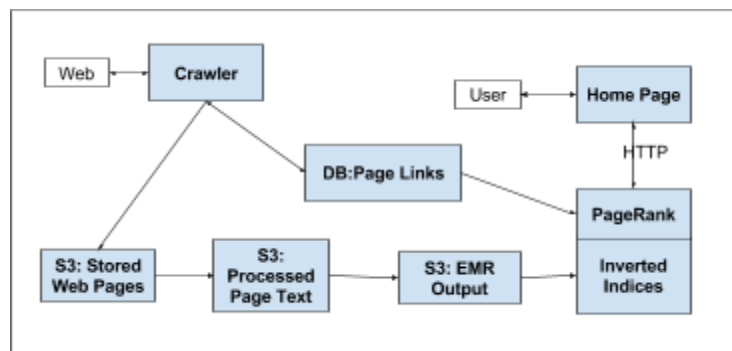 Web
Crawler
User
Home Page
HTTP
DB:Page Links
PageRank
S3: Stored
Web Pages
S3:
Processed
Page Text
S3: EMR
Output
Inverted
Indices